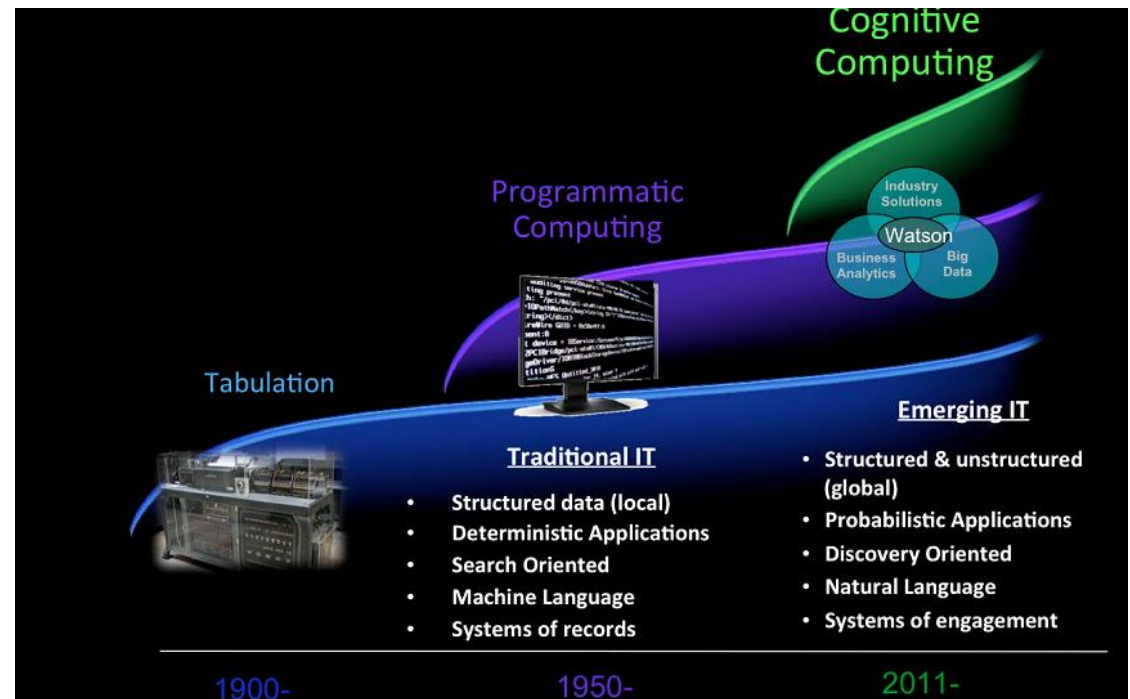 Cognitive
Computing
Programmatic
Computing
Tabulation
Industry
Solutions
Watson
Business
Analytics
Big
Data
Traditional IT
• Structured data (local)
• Deterministic Applications
• Search Oriented
• Machine Language
• Systems of records
Emerging IT
• Structured & unstructured
(global)
• Probabilistic Applications
• Discovery Oriented
• Natural Language
• Systems of engagement
1900-
1950-
2011-